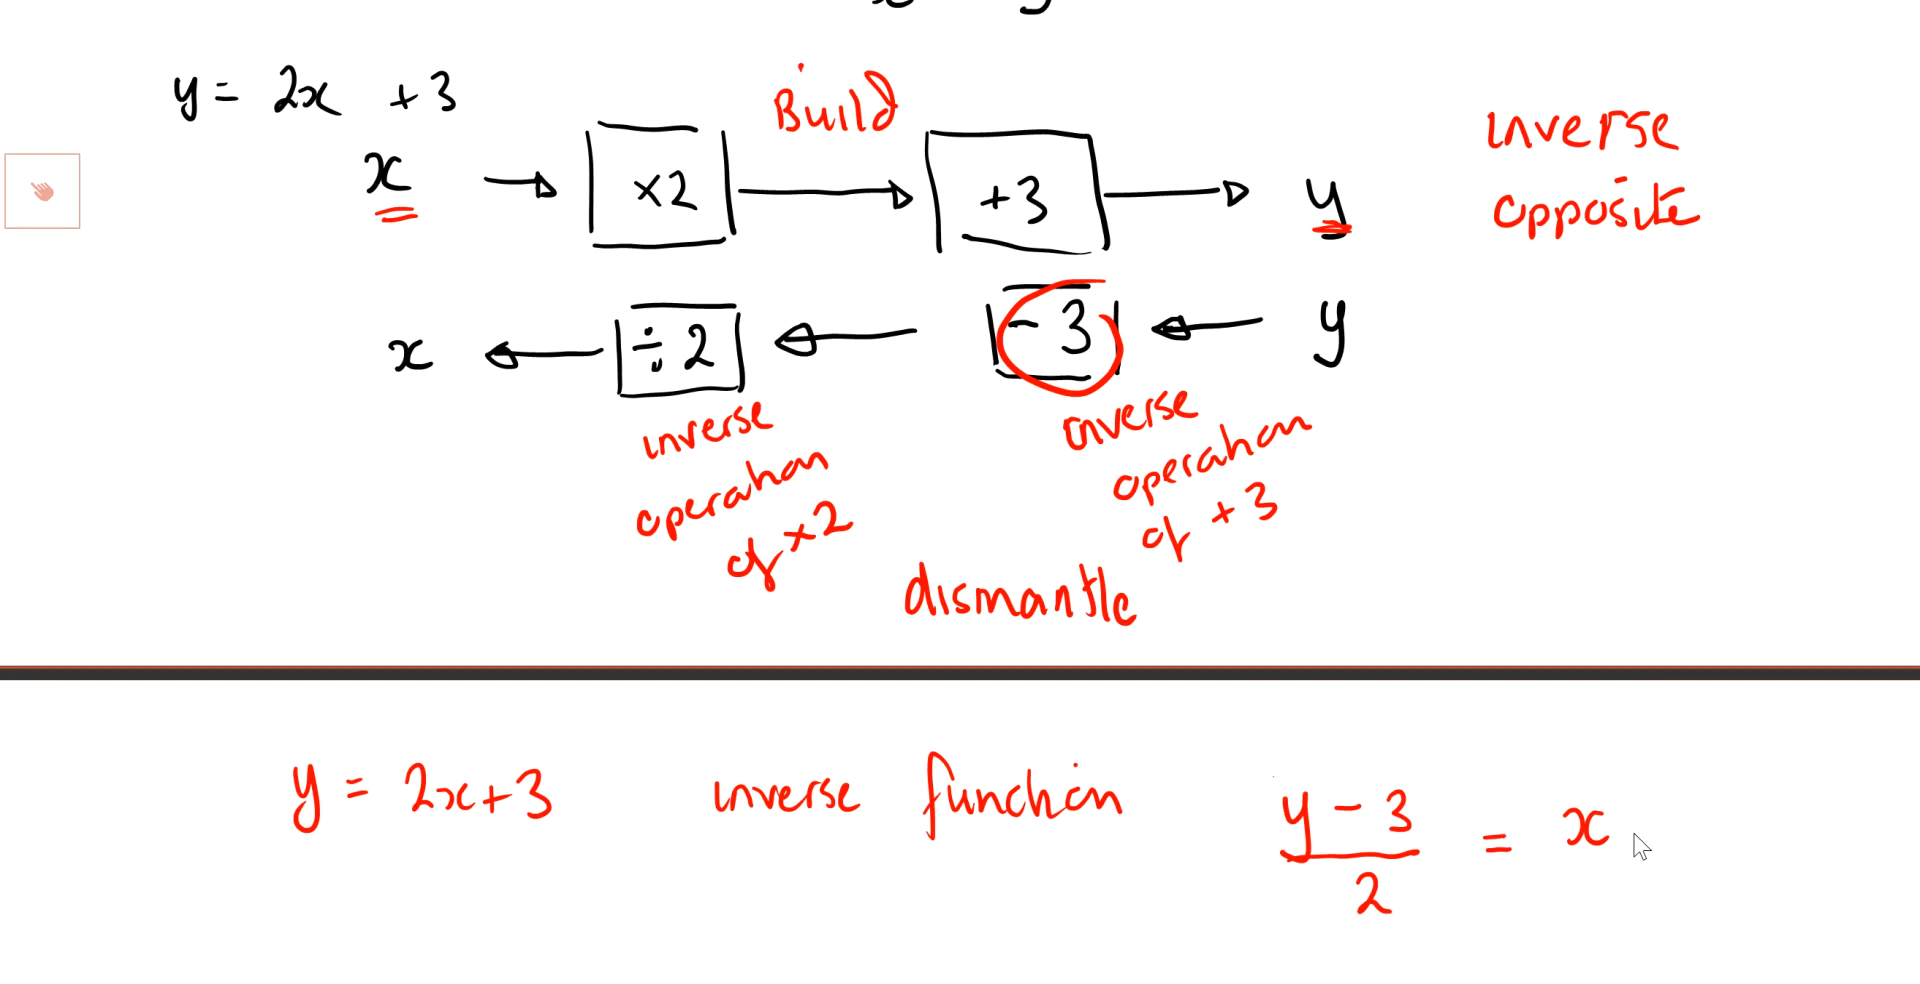 y = 2x + 3
Build
x → ×2 → +3 → y
inverse
opposite
x ← ÷2 ← -3 ← y
inverse
operation
of ×2
inverse
operation
of +3
dismantle
y = 2x+3
inverse function
y - 3
2
= x